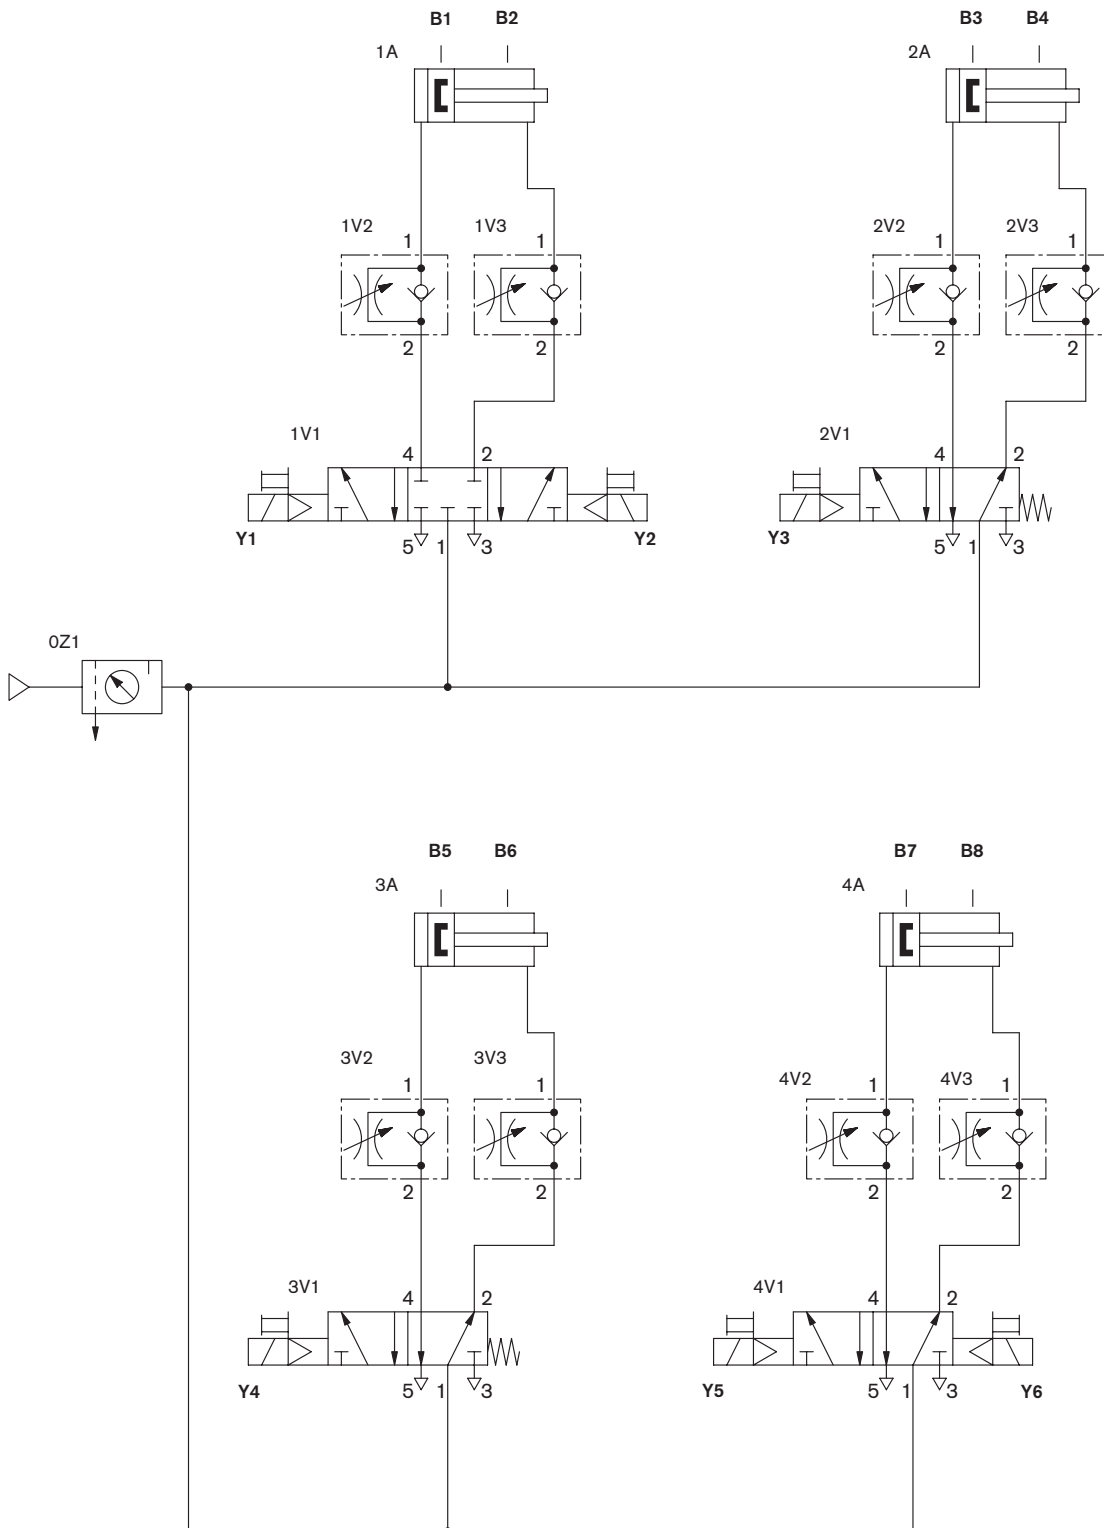 B1 B2 B3 B4
1A 2A
1V2 1V3 2V2 2V3
1 1 1 1
2 2 2 2
1V1 2V1
4 2 4 2
Y1 5 1 3 Y2 Y3 5 1 3
0Z1
B5 B6 B7 B8
3A 4A
3V2 3V3 4V2 4V3
1 1 1 1
2 2 2 2
3V1 4V1
4 2 4 2
Y4 5 1 3 Y5 5 1 3 Y6